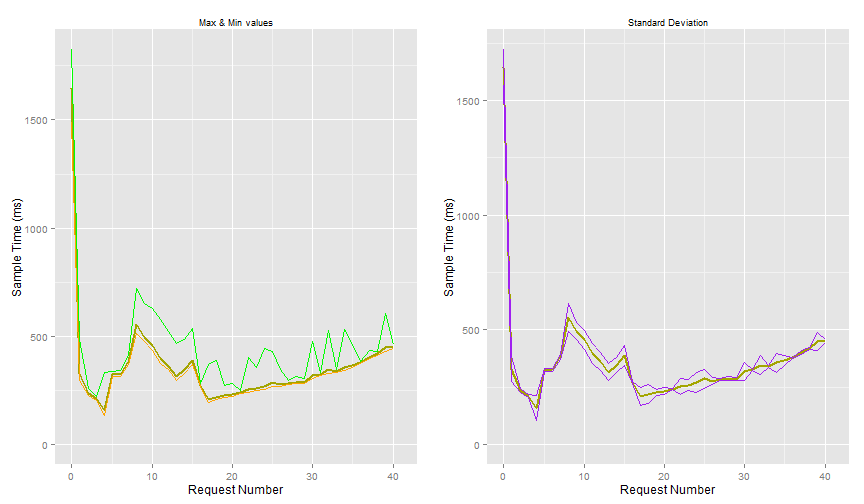 Max & Min values
Standard Deviation
Sample Time (ms)
1500
1000
500
0
0 10 20 30 40
Request Number
Sample Time (ms)
1500
1000
500
0
0 10 20 30 40
Request Number